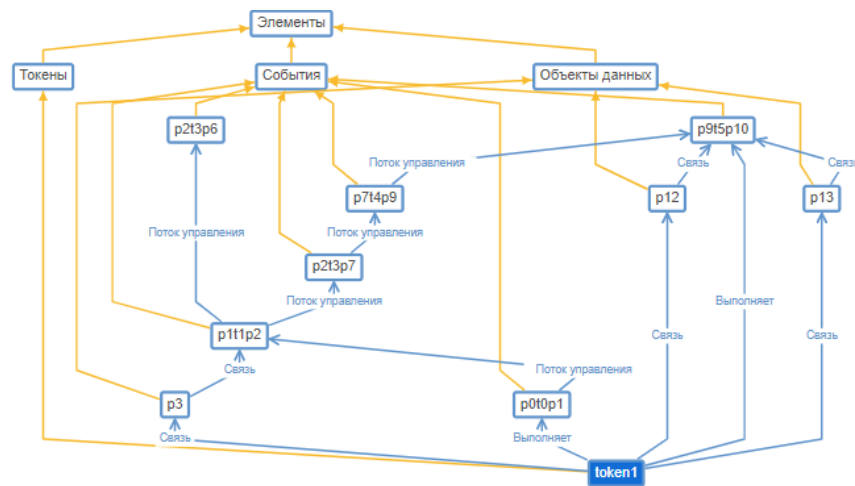 Элементы
Токены
События
Объекты данных
p2t3p6
p9t5p10
Поток управления
Связь
Связь
p7t4p9
p12
p13
Поток управления
Поток управления
p2t3p7
Поток управления
Выполняет
p1t1p2
Связь
Связь
Связь
Поток управления
p3
p0t0p1
Связь
Выполняет
token1